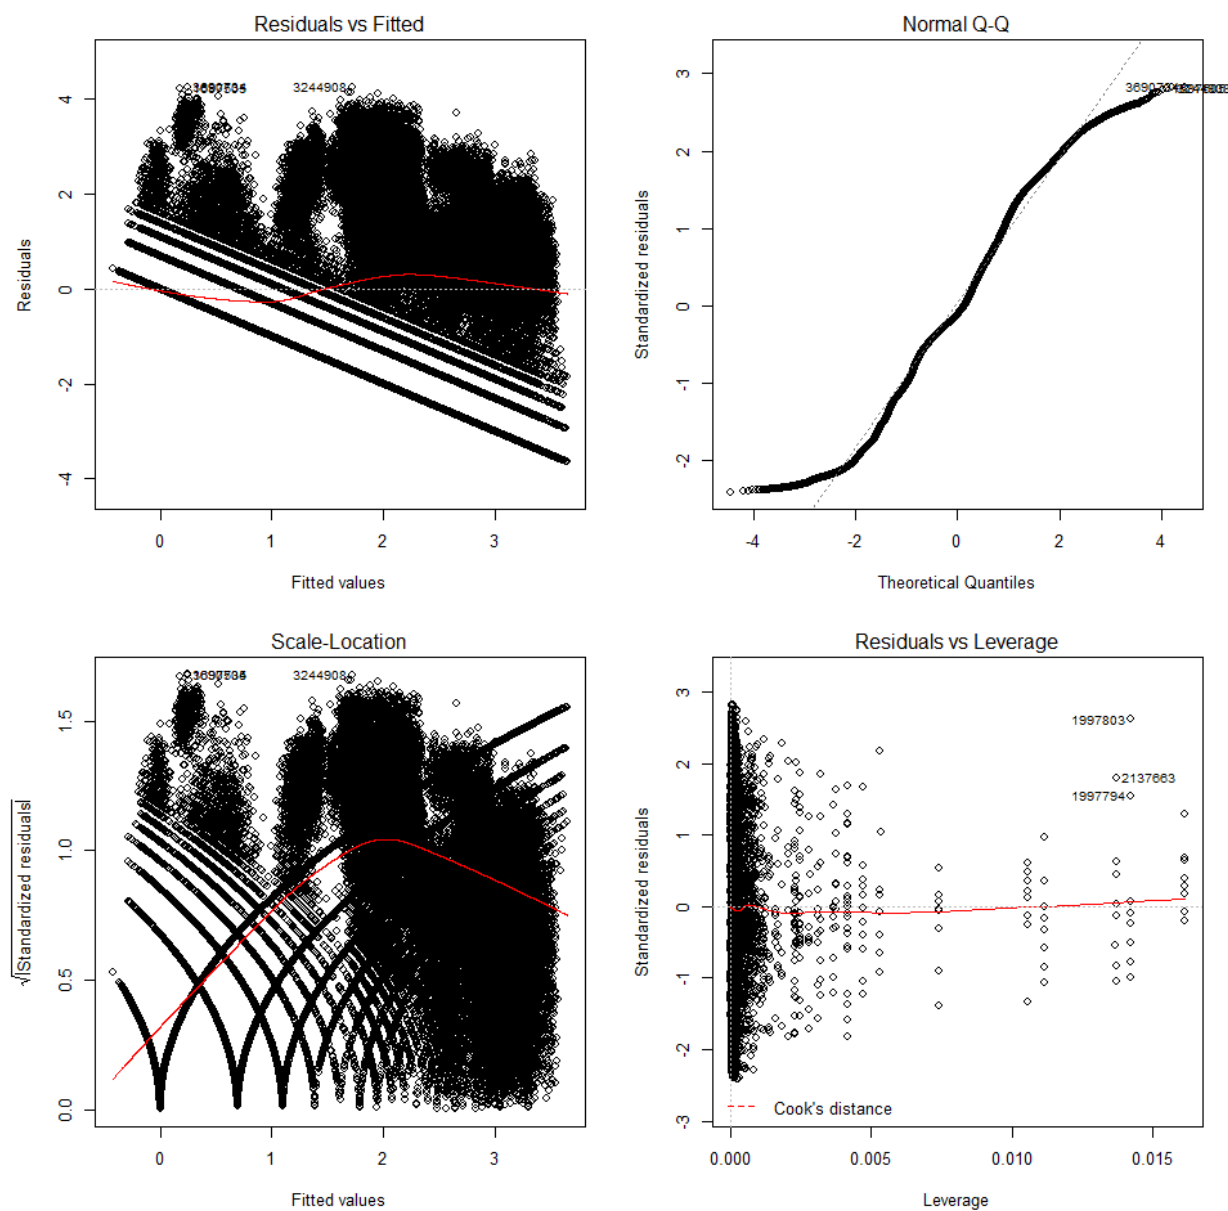 Residuals vs Fitted
3244908
4
2
0
-2
-4
Residuals
0 1 2 3
Fitted values
Normal Q-Q
3
2
1
0
-1
-2
Standardized residuals
-4 -2 0 2 4
Theoretical Quantiles
Scale-Location
3244908
1.5
1.0
0.5
0.0
√|Standardized residuals|
0 1 2 3
Fitted values
Residuals vs Leverage
1997803
2137663
1997794
3
2
1
0
-1
-2
-3
Standardized residuals
Cook's distance
0.000 0.005 0.010 0.015
Leverage